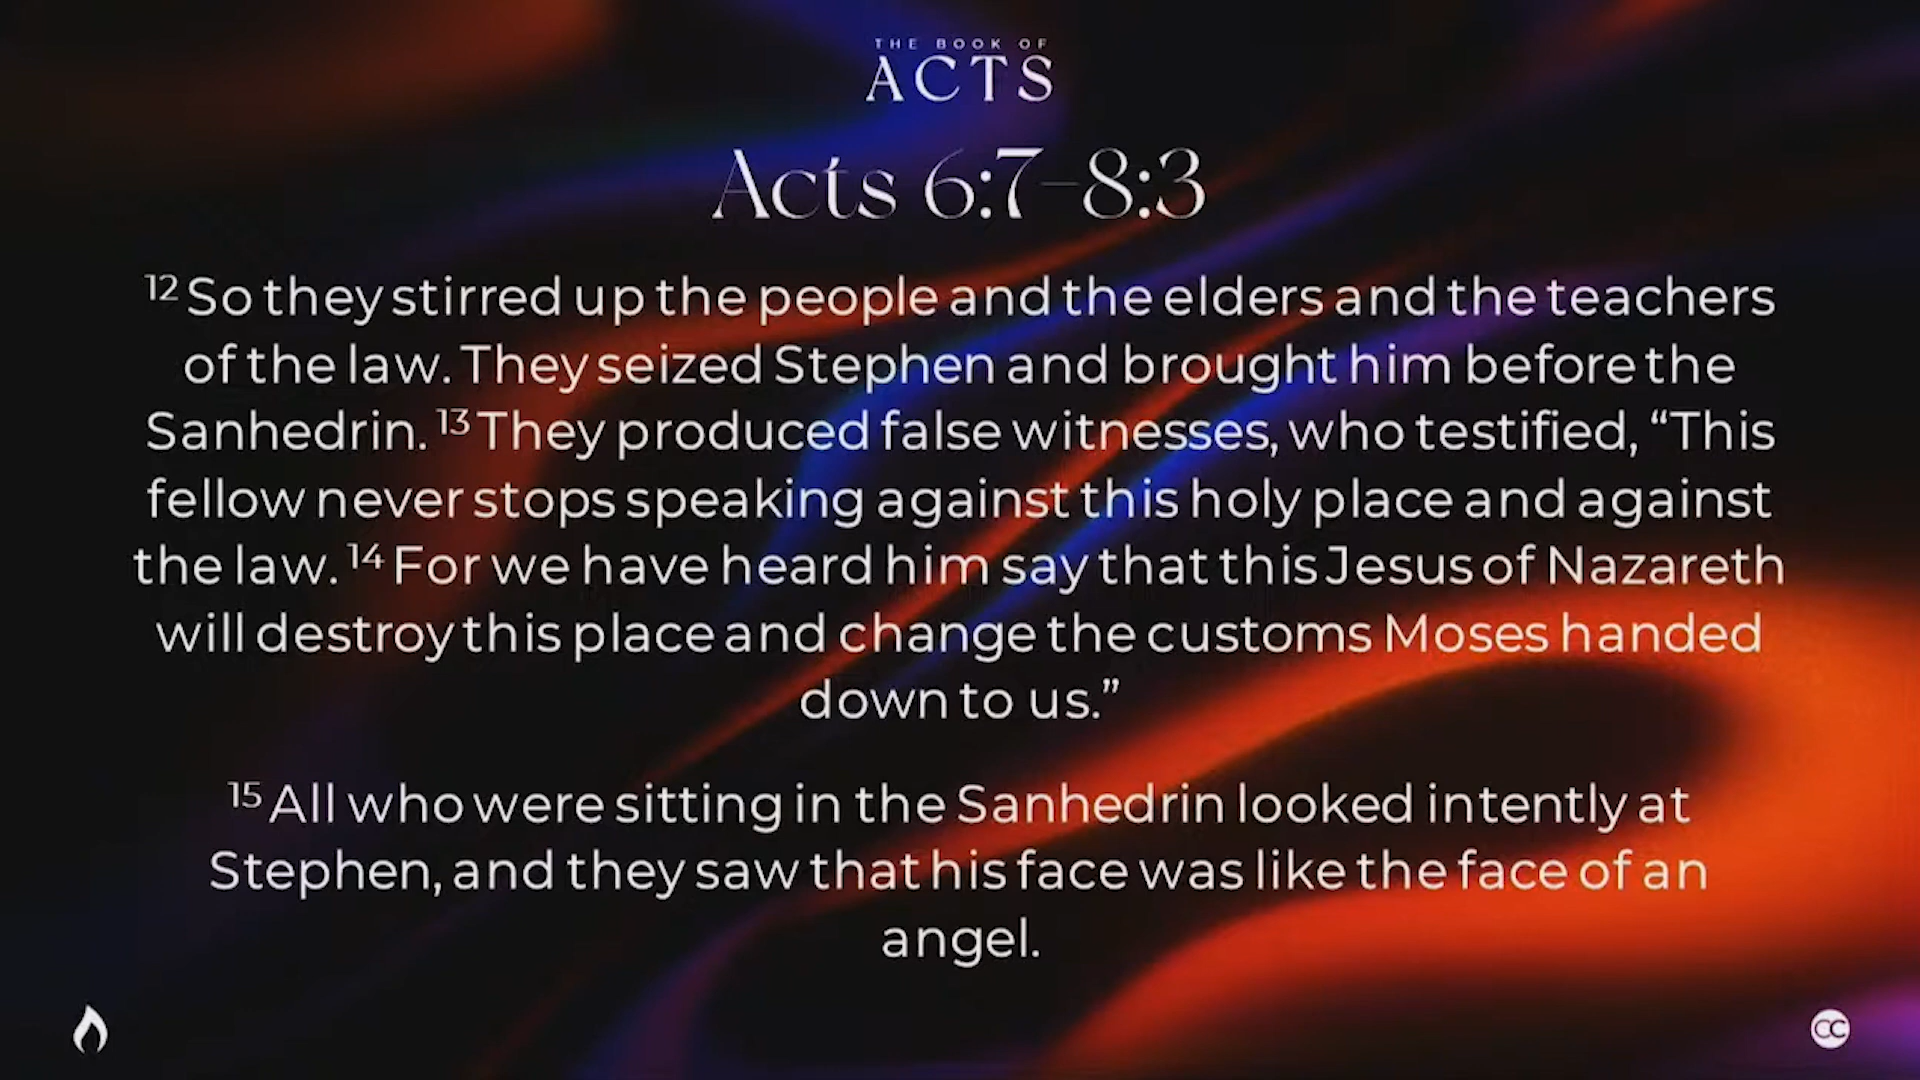 THE BOOK OF
ACTS
Acts 6:7–8:3
12 So they stirred up the people and the elders and the teachers
of the law. They seized Stephen and brought him before the
Sanhedrin. 13 They produced false witnesses, who testified, “This
fellow never stops speaking against this holy place and against
the law. 14 For we have heard him say that this Jesus of Nazareth
will destroy this place and change the customs Moses handed
down to us.”
15 All who were sitting in the Sanhedrin looked intently at
Stephen, and they saw that his face was like the face of an
angel.
CC